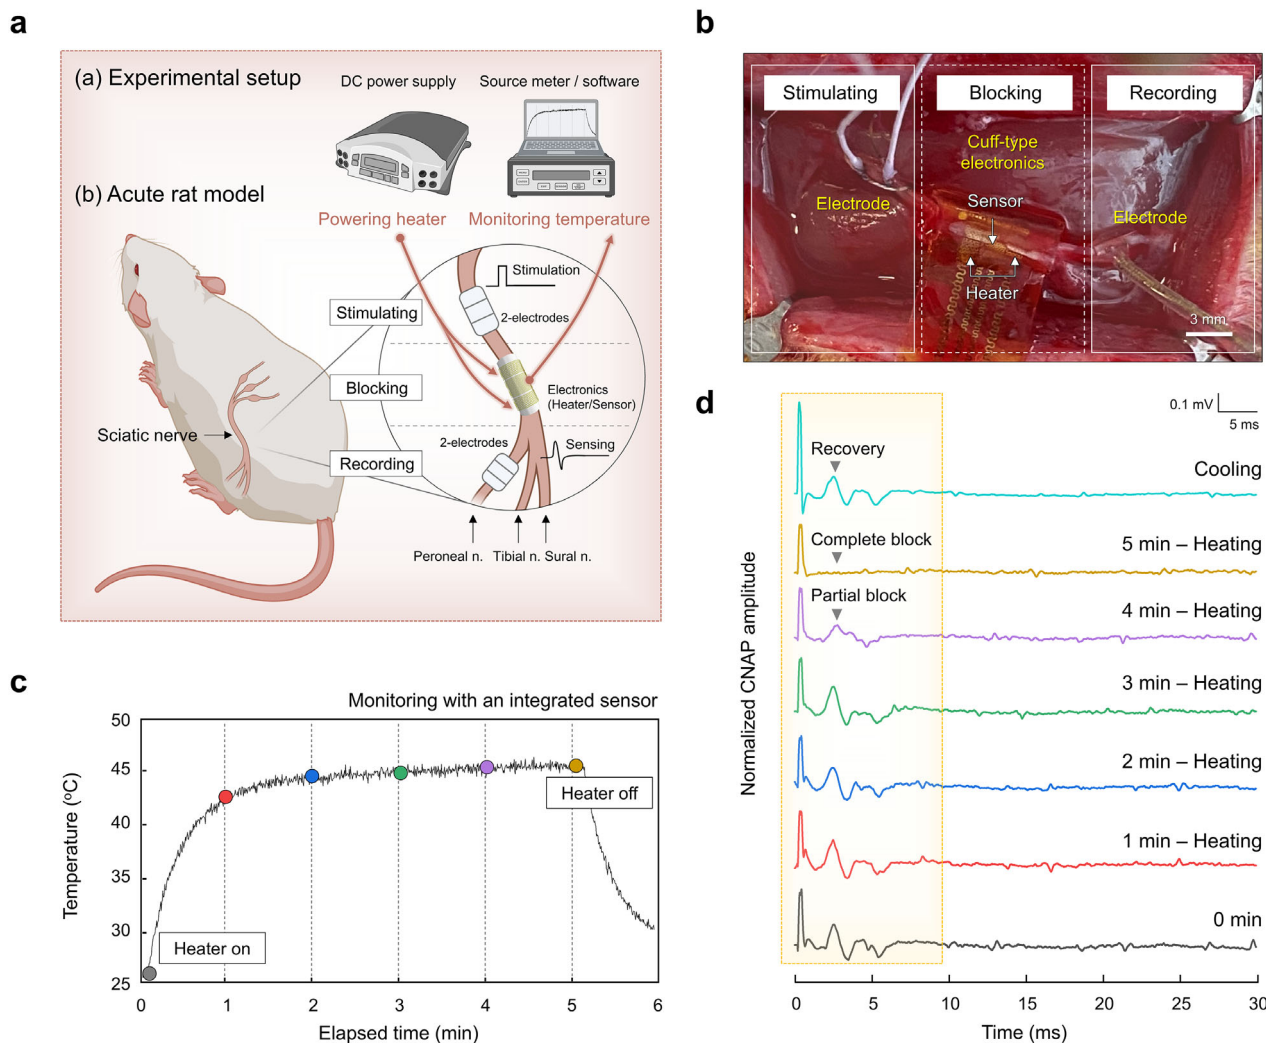 a
(a) Experimental setup
DC power supply
Source meter / software
(b) Acute rat model
Powering heater
Monitoring temperature
Stimulation
Stimulating
2-electrodes
Blocking
Electronics
(Heater/Sensor)
Sciatic nerve
2-electrodes
Sensing
Recording
Peroneal n.
Tibial n.
Sural n.
b
Stimulating
Blocking
Recording
Cuff-type
electronics
Electrode
Sensor
Electrode
Heater
3 mm
c
Monitoring with an integrated sensor
50
45
40
35
30
25
Temperature (°C)
Heater off
Heater on
0
1
2
3
4
5
6
Elapsed time (min)
d
0.1 mV
5 ms
Recovery
Cooling
Complete block
5 min – Heating
Partial block
4 min – Heating
3 min – Heating
2 min – Heating
1 min – Heating
0 min
Normalized CNAP amplitude
0
5
10
15
20
25
30
Time (ms)